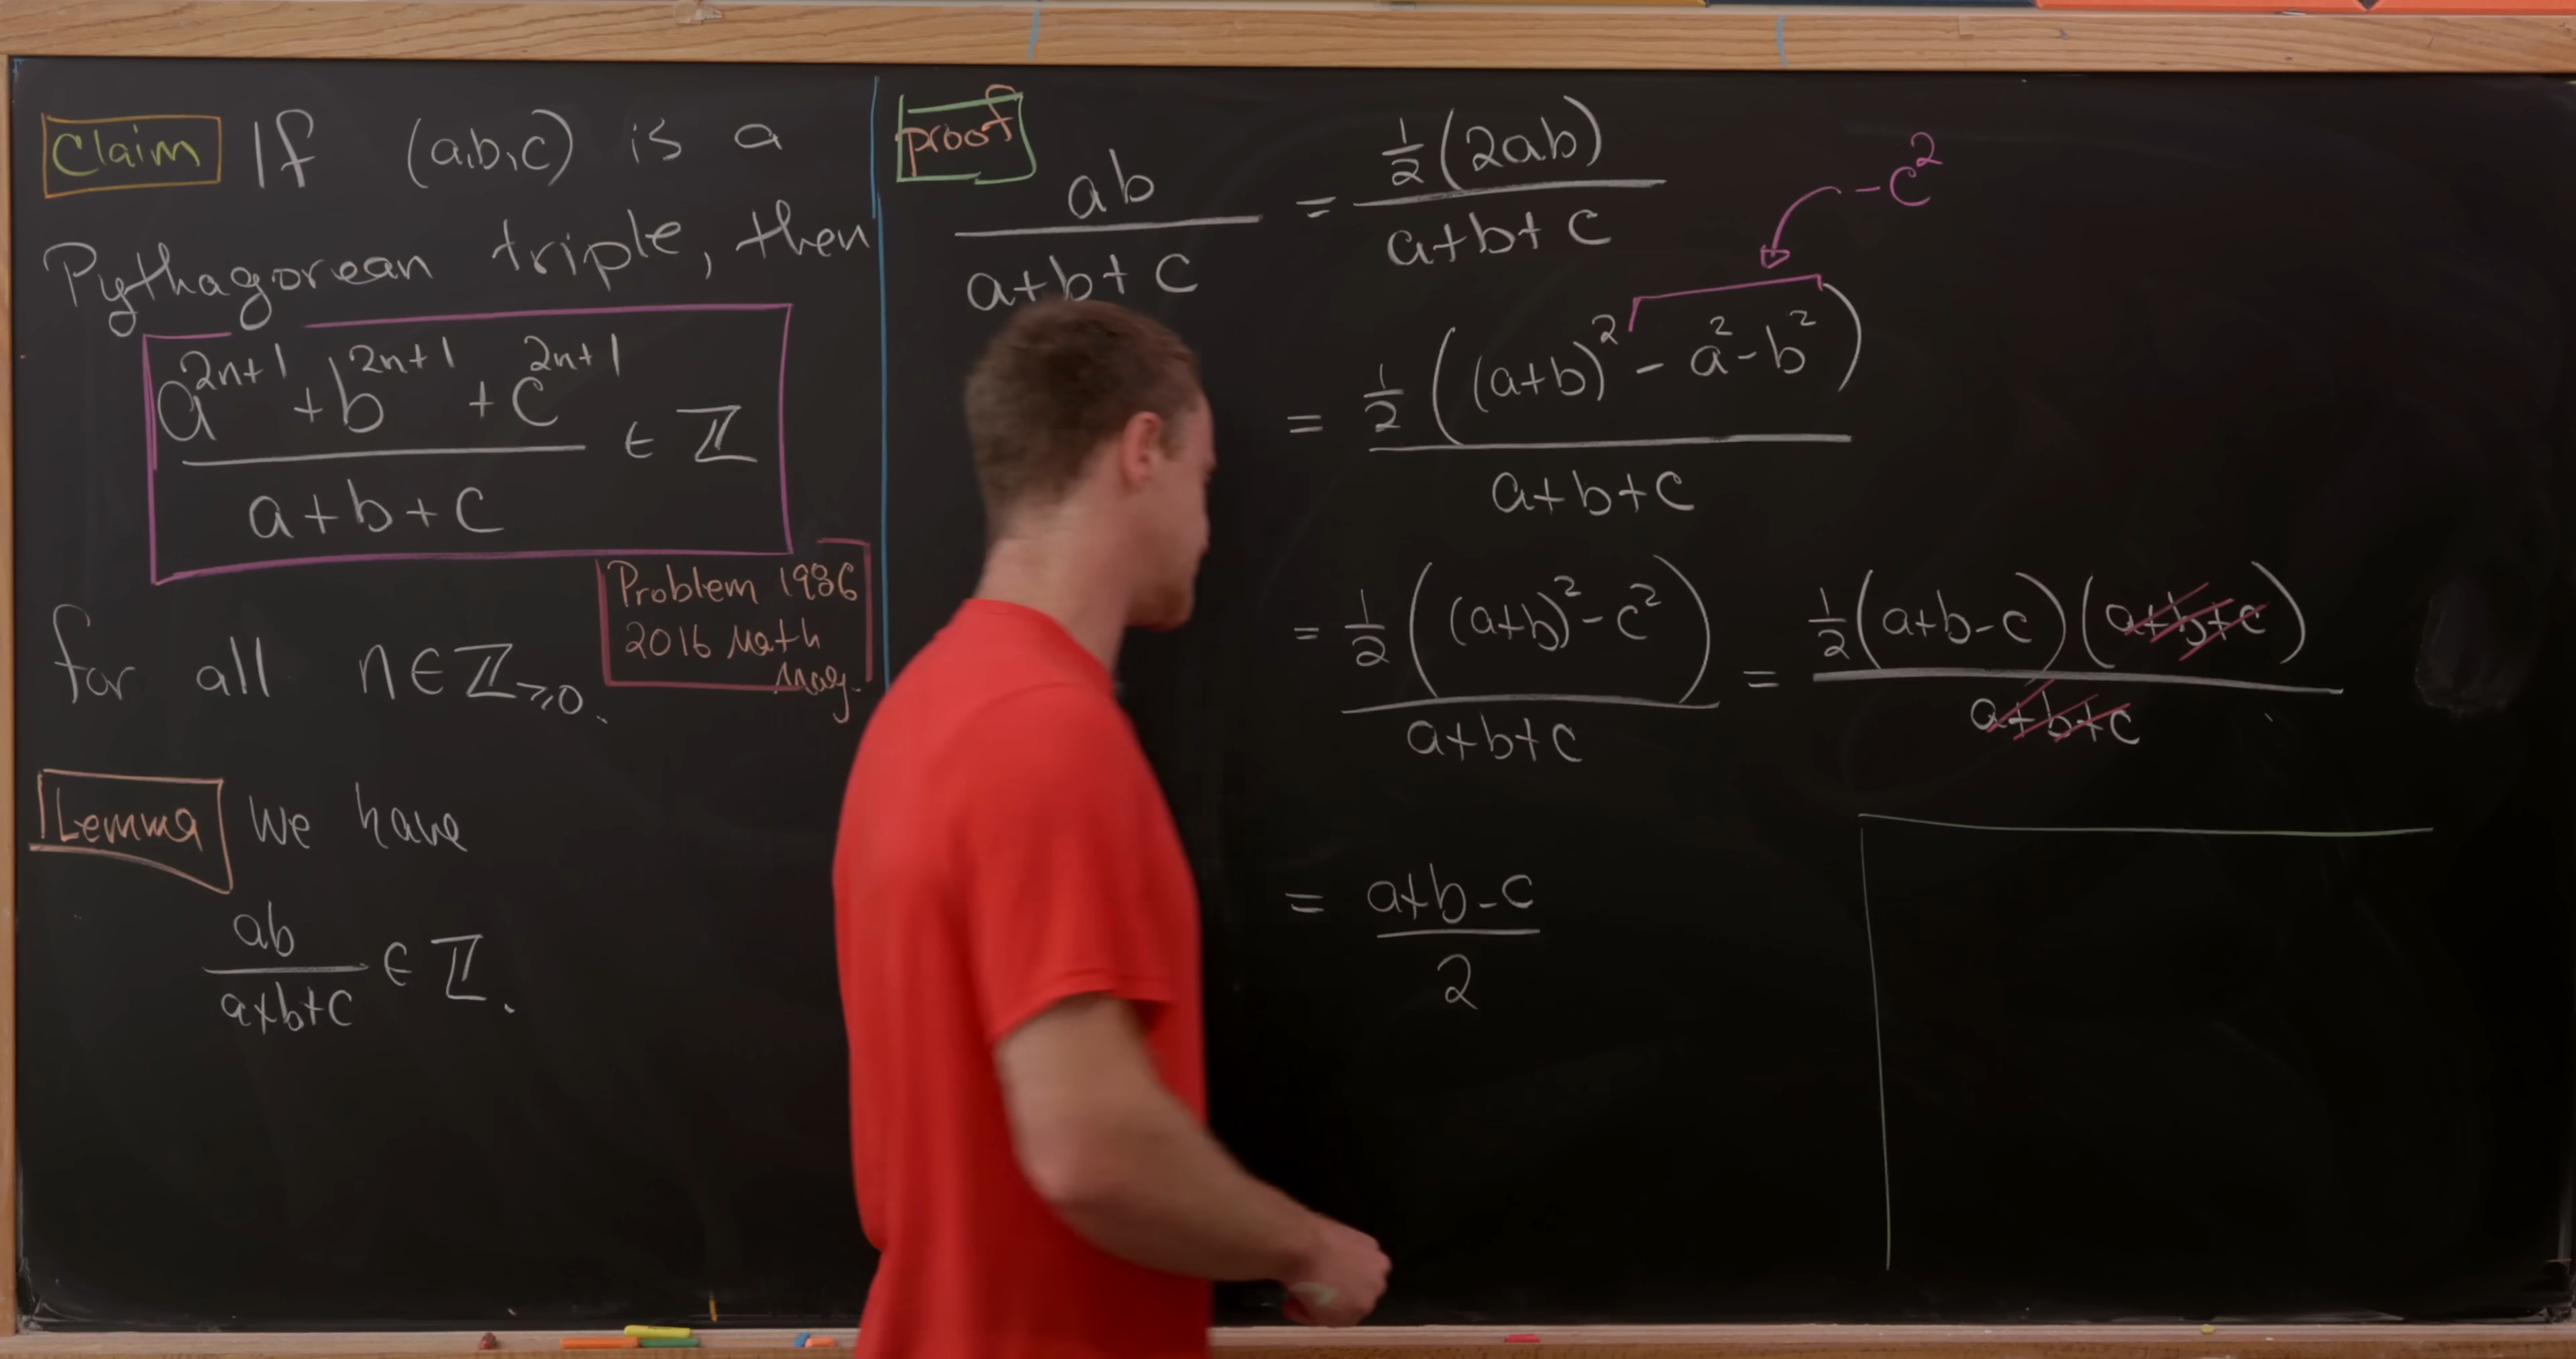 Claim If (a,b,c) is a
Pythagorean triple, then
a^{2n+1} + b^{2n+1} + c^{2n+1} / a+b+c ∈ ℤ
for all n ∈ ℤ_{≥0}.
Problem 1986
2016 Math
Mag.
Lemma We have
ab / a+b+c ∈ ℤ.
proof
ab / a+b+c = ½(2ab) / a+b+c
-c²
= ½((a+b)² - a² - b²) / a+b+c
= ½((a+b)² - c²) / a+b+c = ½(a+b-c)(a+b+c) / a+b+c
= a+b-c / 2